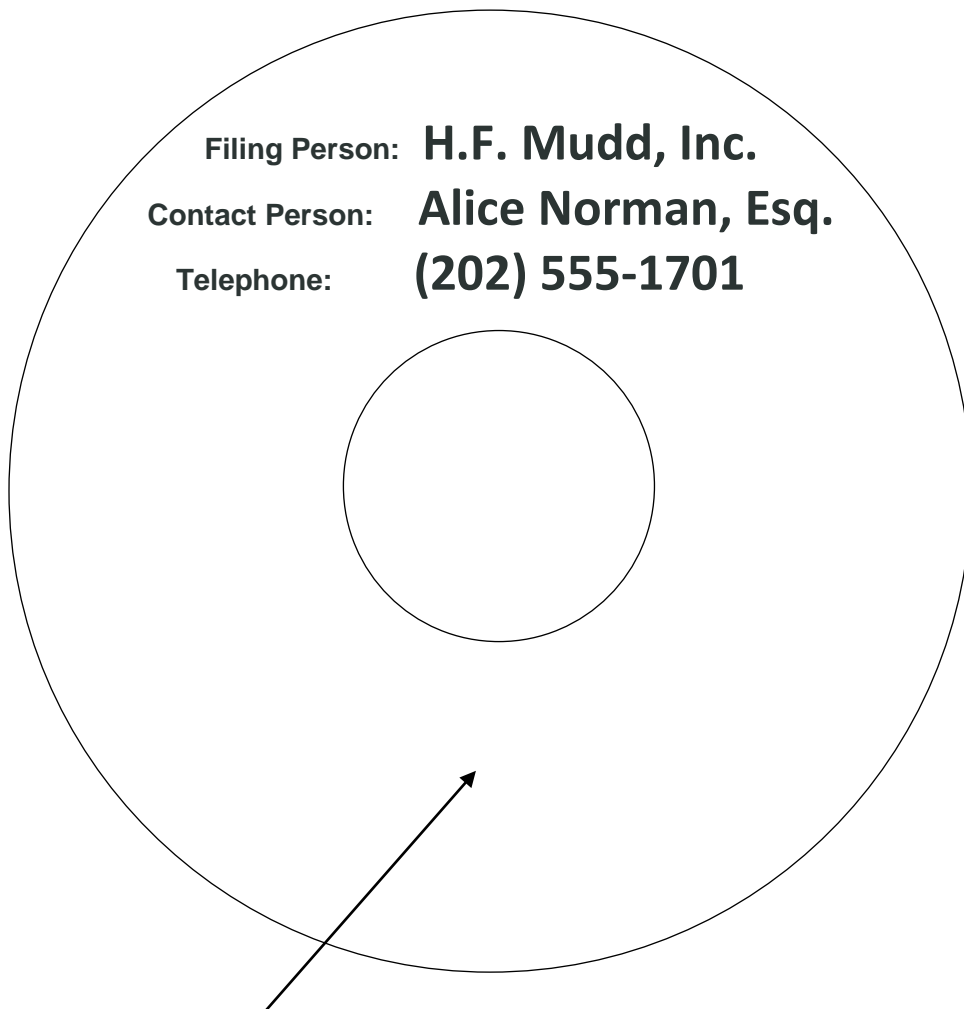 Filing Person: H.F. Mudd, Inc.
Contact Person: Alice Norman, Esq.
Telephone: (202) 555-1701